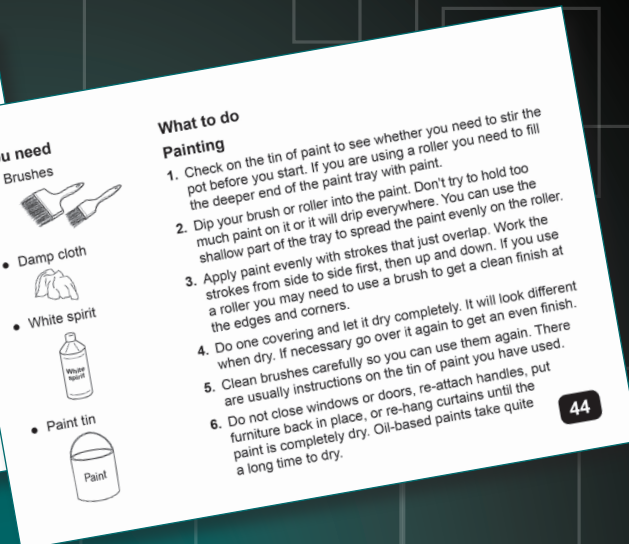 u need
Brushes
• Damp cloth
• White spirit
White
spirit
• Paint tin
Paint
What to do
Painting
1. Check on the tin of paint to see whether you need to stir the
pot before you start. If you are using a roller you need to fill
the deeper end of the paint tray with paint.
2. Dip your brush or roller into the paint. Don't try to hold too
much paint on it or it will drip everywhere. You can use the
shallow part of the tray to spread the paint evenly on the roller.
3. Apply paint evenly with strokes that just overlap. Work the
strokes from side to side first, then up and down. If you use
a roller you may need to use a brush to get a clean finish at
the edges and corners.
4. Do one covering and let it dry completely. It will look different
when dry. If necessary go over it again to get an even finish.
5. Clean brushes carefully so you can use them again. There
are usually instructions on the tin of paint you have used.
6. Do not close windows or doors, re-attach handles, put
furniture back in place, or re-hang curtains until the
paint is completely dry. Oil-based paints take quite
a long time to dry.
44